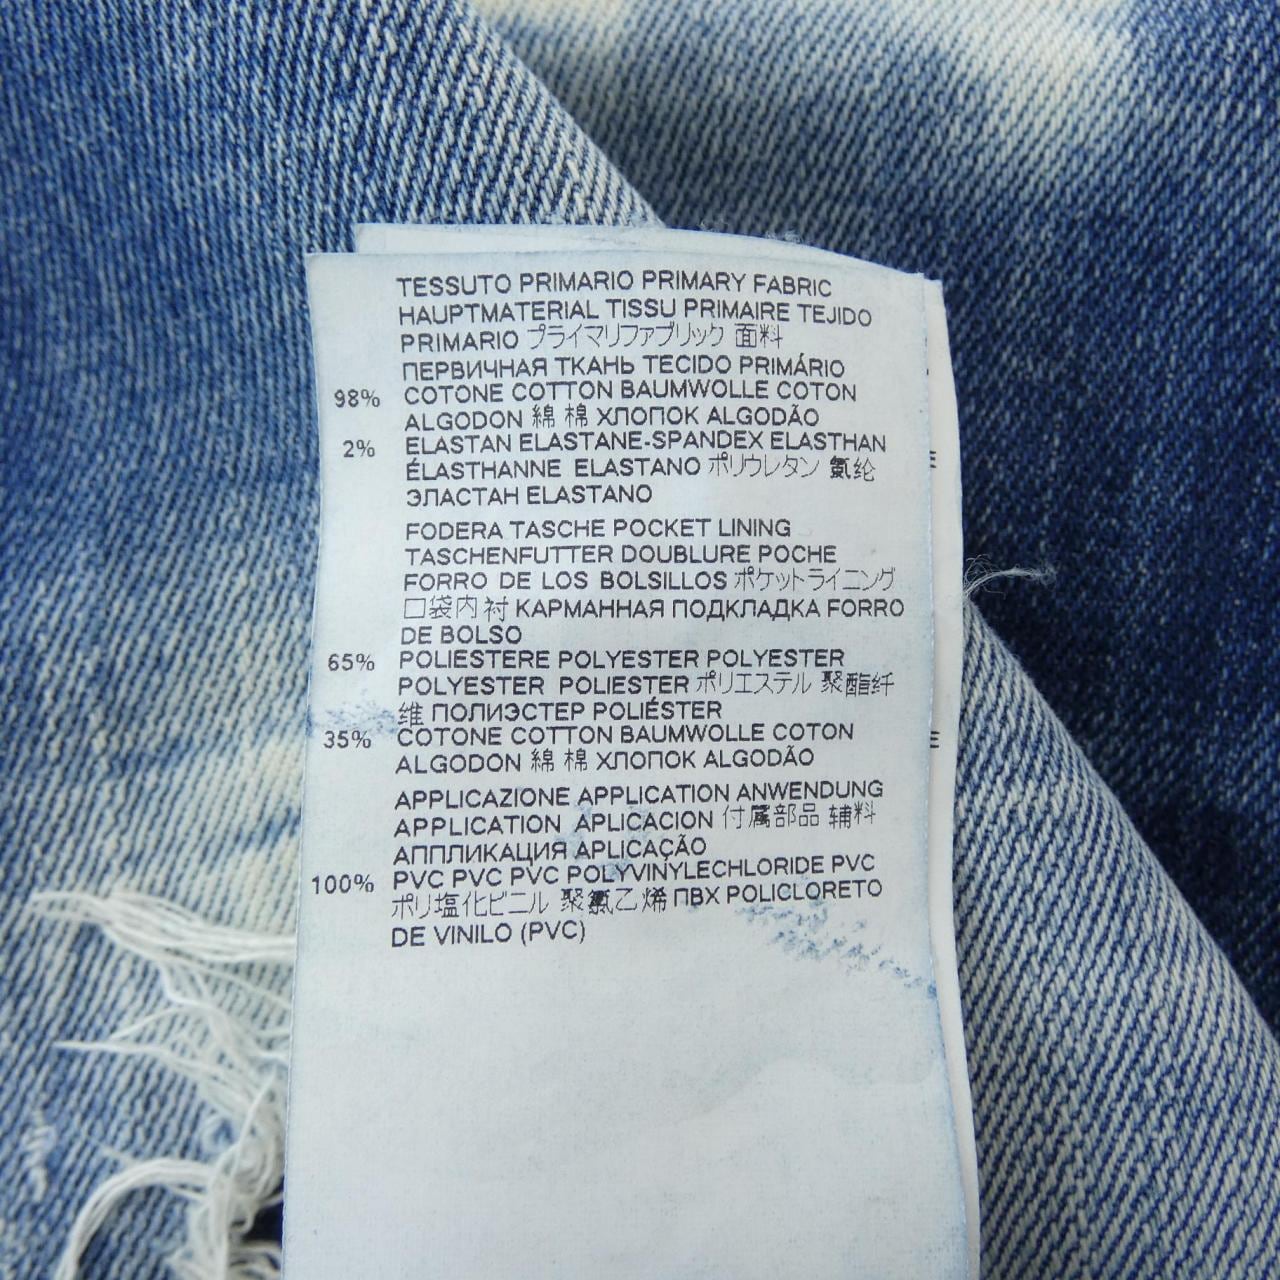 TESSUTO PRIMARIO PRIMARY FABRIC
HAUPTMATERIAL TISSU PRIMAIRE TEJIDO
PRIMARIO プライマリファブリック 面料
ПЕРВИЧНАЯ ТКАНЬ TECIDO PRIMÁRIO
98% COTONE COTTON BAUMWOLLE COTON
ALGODON 綿 棉 ХЛОПОК ALGODÃO
2% ELASTAN ELASTANE-SPANDEX ELASTHAN
ÉLASTHANNE ELASTANO ポリウレタン 氨纶
ЭЛАСТАН ELASTANO
FODERA TASCHE POCKET LINING
TASCHENFUTTER DOUBLURE POCHE
FORRO DE LOS BOLSILLOS ポケットライニング
口袋内衬 КАРМАННАЯ ПОДКЛАДКА FORRO
DE BOLSO
65% POLIESTERE POLYESTER POLYESTER
POLYESTER POLIESTER ポリエステル 聚酯纤
维 ПОЛИЭСТЕР POLIÉSTER
35% COTONE COTTON BAUMWOLLE COTON
ALGODON 綿 棉 ХЛОПОК ALGODÃO
APPLICAZIONE APPLICATION ANWENDUNG
APPLICATION APLICACION 付属部品 辅料
АППЛИКАЦИЯ APLICAÇÃO
100% PVC PVC PVC POLYVINYLECHLORIDE PVC
ポリ塩化ビニル 聚氯乙烯 ПВХ POLICLORETO
DE VINILO (PVC)